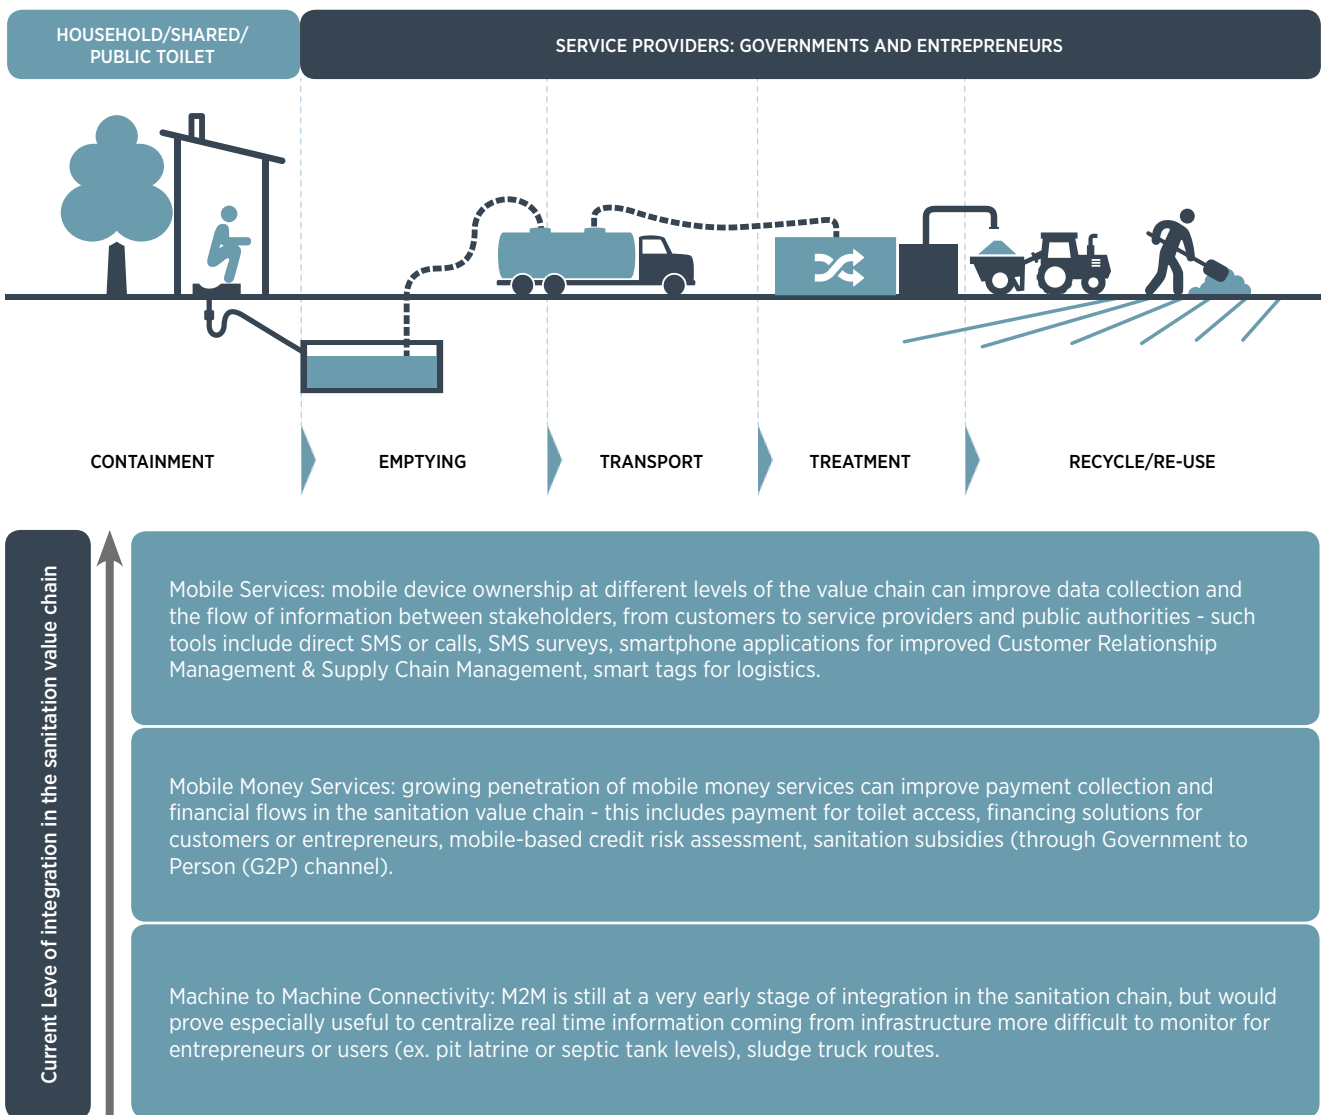 HOUSEHOLD/SHARED/
PUBLIC TOILET
SERVICE PROVIDERS: GOVERNMENTS AND ENTREPRENEURS
CONTAINMENT
EMPTYING
TRANSPORT
TREATMENT
RECYCLE/RE-USE
Current Leve of integration in the sanitation value chain
Mobile Services: mobile device ownership at different levels of the value chain can improve data collection and
the flow of information between stakeholders, from customers to service providers and public authorities - such
tools include direct SMS or calls, SMS surveys, smartphone applications for improved Customer Relationship
Management & Supply Chain Management, smart tags for logistics.
Mobile Money Services: growing penetration of mobile money services can improve payment collection and
financial flows in the sanitation value chain - this includes payment for toilet access, financing solutions for
customers or entrepreneurs, mobile-based credit risk assessment, sanitation subsidies (through Government to
Person (G2P) channel).
Machine to Machine Connectivity: M2M is still at a very early stage of integration in the sanitation chain, but would
prove especially useful to centralize real time information coming from infrastructure more difficult to monitor for
entrepreneurs or users (ex. pit latrine or septic tank levels), sludge truck routes.